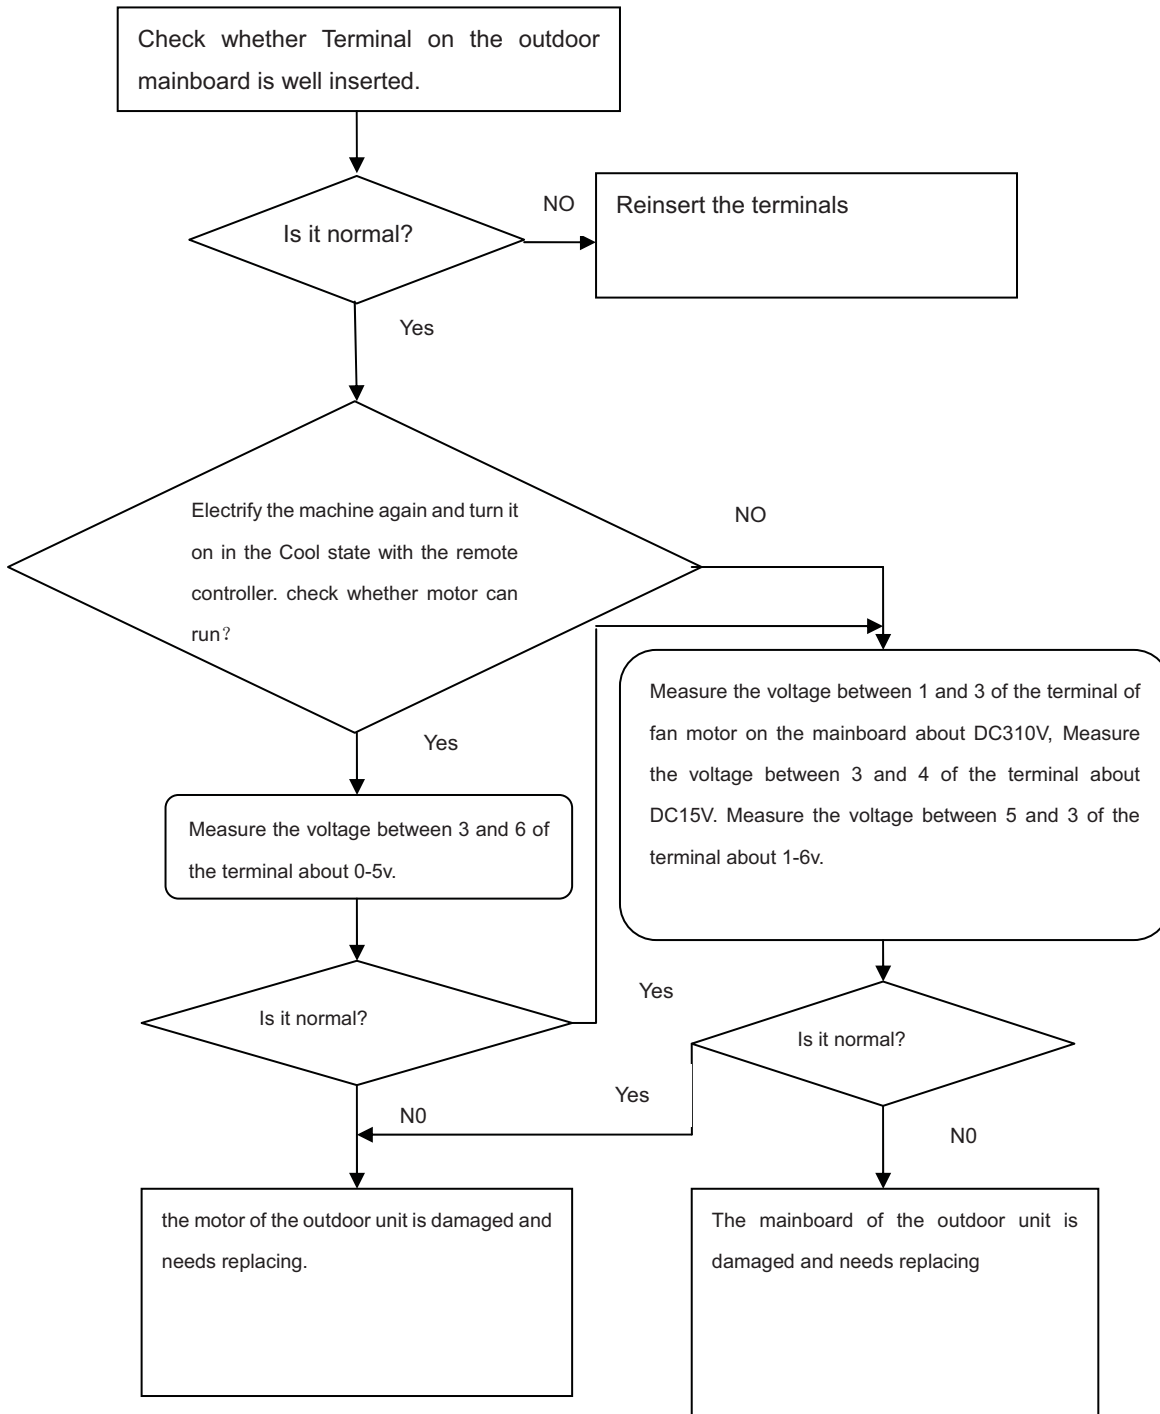 Check whether Terminal on the outdoor
mainboard is well inserted.
NO
Reinsert the terminals
Is it normal?
Yes
Electrify the machine again and turn it
on in the Cool state with the remote
controller. check whether motor can
run?
NO
Yes
Measure the voltage between 1 and 3 of the terminal of
fan motor on the mainboard about DC310V, Measure
the voltage between 3 and 4 of the terminal about
DC15V. Measure the voltage between 5 and 3 of the
terminal about 1-6v.
Measure the voltage between 3 and 6 of
the terminal about 0-5v.
Yes
Is it normal?
Is it normal?
Yes
N0
N0
the motor of the outdoor unit is damaged and
needs replacing.
The mainboard of the outdoor unit is
damaged and needs replacing